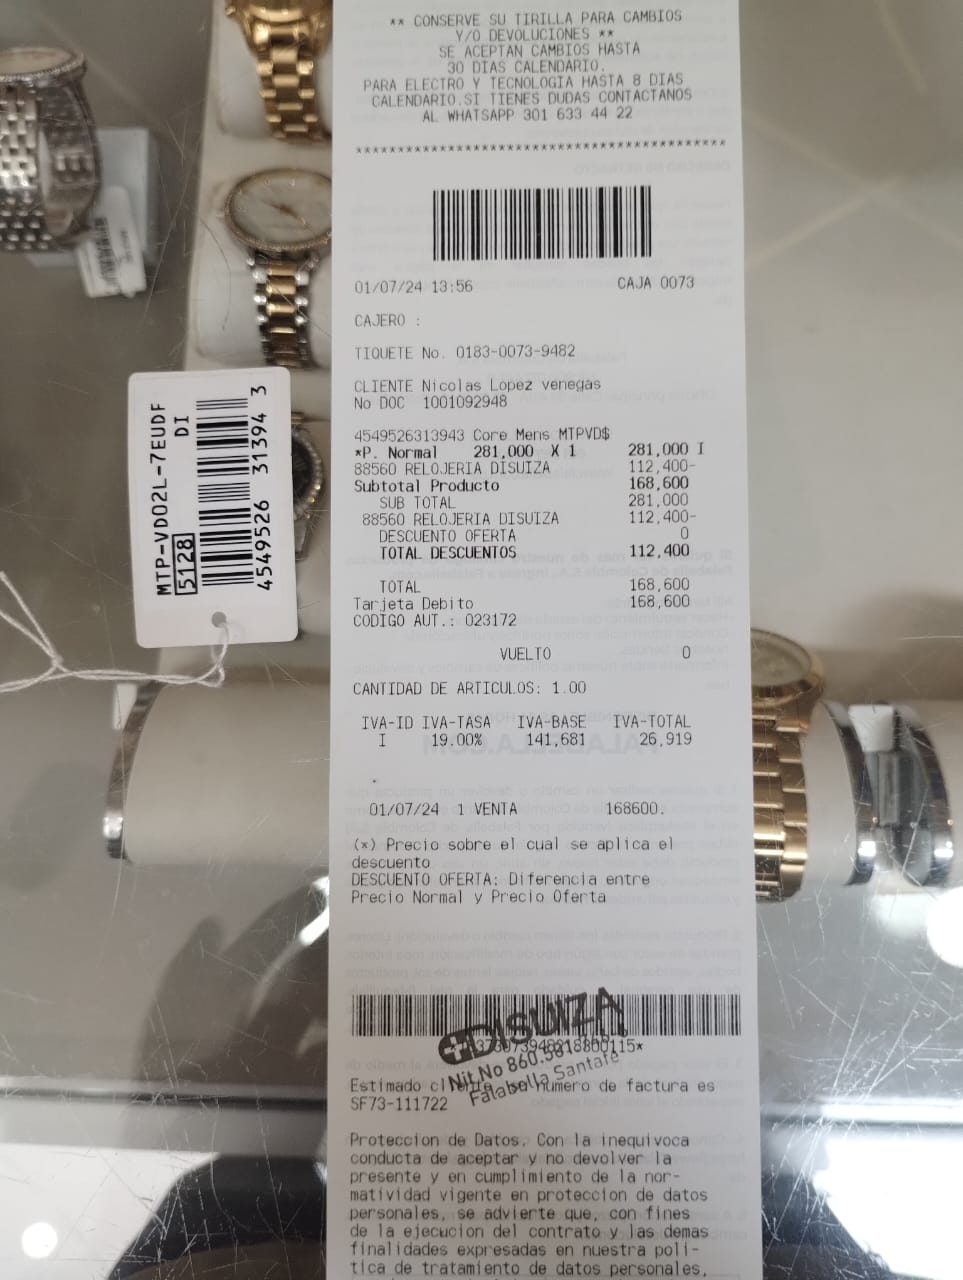 ** CONSERVE SU TIRILLA PARA CAMBIOS
Y/O DEVOLUCIONES **
SE ACEPTAN CAMBIOS HASTA
30 DIAS CALENDARIO.
PARA ELECTRO Y TECNOLOGIA HASTA 8 DIAS
CALENDARIO.SI TIENES DUDAS CONTACTANOS
AL WHATSAPP 301 633 44 22
********************************************
01/07/24 13:56 CAJA 0073
CAJERO :
TIQUETE No. 0183-0073-9482
CLIENTE Nicolas Lopez venegas
No DOC 1001092948
4549526313943 Core Mens MTPVD$
*P. Normal 281,000 X 1 281,000 I
88560 RELOJERIA DISUIZA 112,400-
Subtotal Producto 168,600
SUB TOTAL 281,000
88560 RELOJERIA DISUIZA 112,400-
DESCUENTO OFERTA 0
TOTAL DESCUENTOS 112,400
TOTAL 168,600
Tarjeta Debito 168,600
CODIGO AUT.: 023172
VUELTO 0
CANTIDAD DE ARTICULOS: 1.00
IVA-ID IVA-TASA IVA-BASE IVA-TOTAL
I 19.00% 141,681 26,919
01/07/24 1 VENTA 168600.
(*) Precio sobre el cual se aplica el
descuento
DESCUENTO OFERTA: Diferencia entre
Precio Normal y Precio Oferta
DISUIZA
Nit.No
Falabella Santafe
Estimado su numero de factura es
SF73-111722
Proteccion de Datos. Con la inequivoca
conducta de aceptar y no devolver la
presente y en cumplimiento de la nor-
matividad vigente en proteccion de datos
personales, se advierte que, con fines
de la ejecucion del contrato y las demas
finalidades expresadas en nuestra poli-
tica de tratamiento de datos personales,
MTP-VD02L-7EUDF
DI
5128
4549526 31394 3